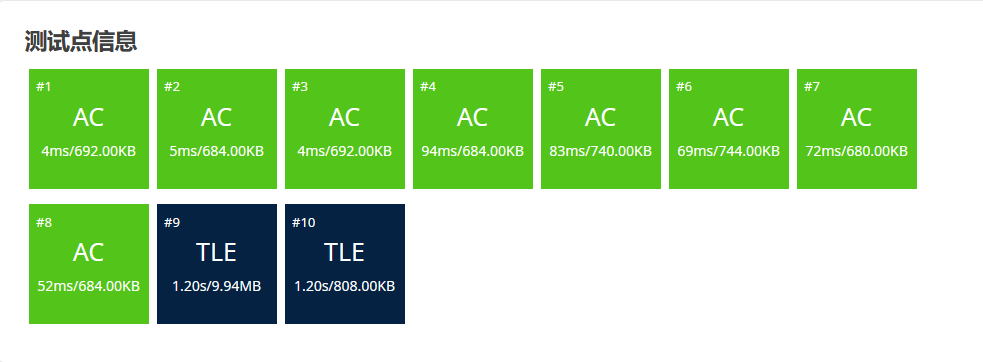 测试点信息
#1 #2 #3 #4 #5 #6 #7
AC AC AC AC AC AC AC
4ms/692.00KB 5ms/684.00KB 4ms/692.00KB 94ms/684.00KB 83ms/740.00KB 69ms/744.00KB 72ms/680.00KB
#8 #9 #10
AC TLE TLE
52ms/684.00KB 1.20s/9.94MB 1.20s/808.00KB